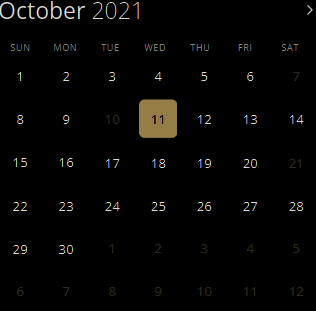 October 2021
SUN MON TUE WED THU FRI SAT
1 2 3 4 5 6 7
8 9 10 11 12 13 14
15 16 17 18 19 20 21
22 23 24 25 26 27 28
29 30 1 2 3 4 5
6 7 8 9 10 11 12